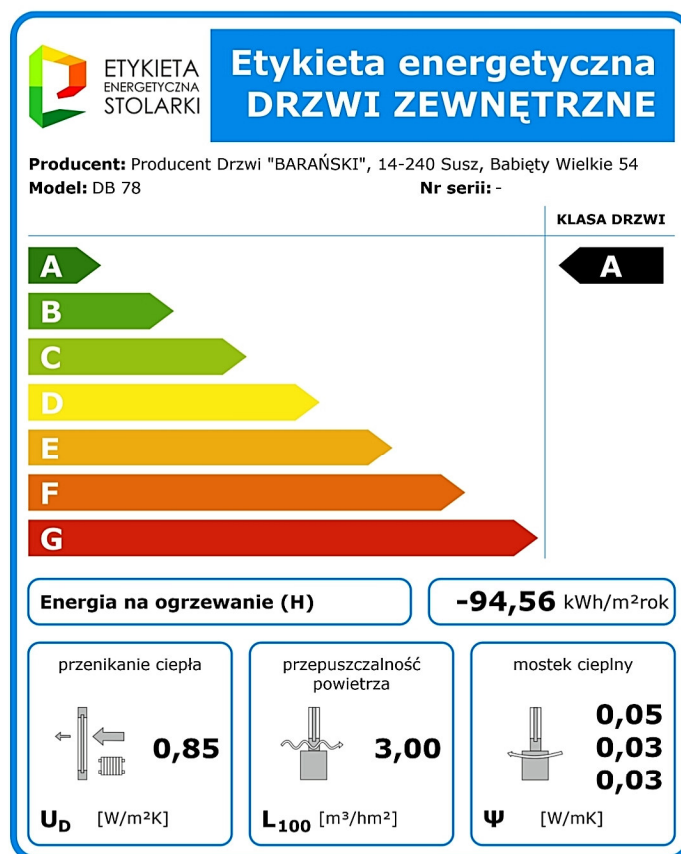 ETYKIETA
ENERGETYCZNA
STOLARKI
Etykieta energetyczna
DRZWI ZEWNĘTRZNE
Producent: Producent Drzwi "BARAŃSKI", 14-240 Susz, Babięty Wielkie 54
Model: DB 78 Nr serii: -
KLASA DRZWI
A A
B
C
D
E
F
G
Energia na ogrzewanie (H) -94,56 kWh/m²rok
przenikanie ciepła
0,85
U_D [W/m²K]
przepuszczalność
powietrza
3,00
L₁₀₀ [m³/hm²]
mostek cieplny
0,05
0,03
0,03
Ψ [W/mK]